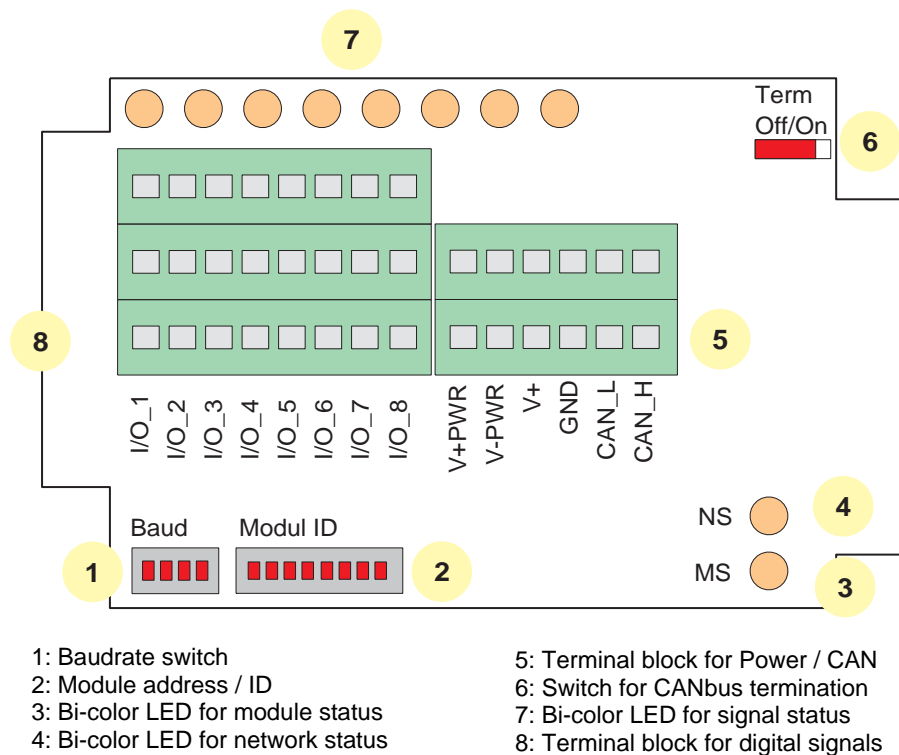 7
Term
Off/On
6
8
5
I/O_1
I/O_2
I/O_3
I/O_4
I/O_5
I/O_6
I/O_7
I/O_8
V+PWR
V-PWR
V+
GND
CAN_L
CAN_H
Baud
Modul ID
NS
4
1
2
MS
3
1: Baudrate switch
2: Module address / ID
3: Bi-color LED for module status
4: Bi-color LED for network status
5: Terminal block for Power / CAN
6: Switch for CANbus termination
7: Bi-color LED for signal status
8: Terminal block for digital signals